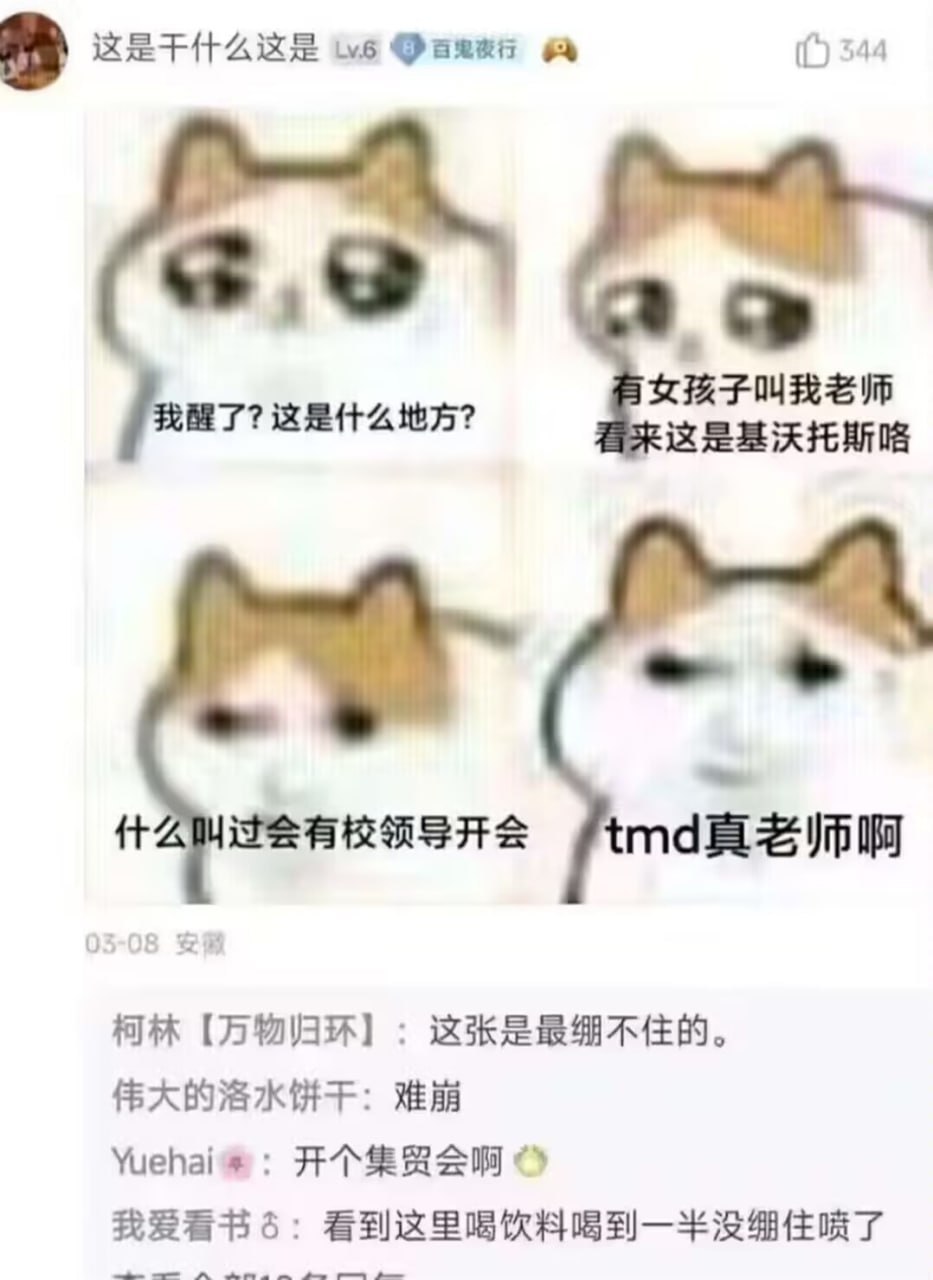 这是干什么这是 Lv.6 8 百鬼夜行
344
我醒了？这是什么地方？
有女孩子叫我老师
看来这是基沃托斯咯
什么叫过会有校领导开会
tmd真老师啊
03-08 安徽
柯林【万物归环】：这张是最绷不住的。
伟大的洛水饼干：难崩
Yuehai：开个集贸会啊
我爱看书♂：看到这里喝饮料喝到一半没绷住喷了